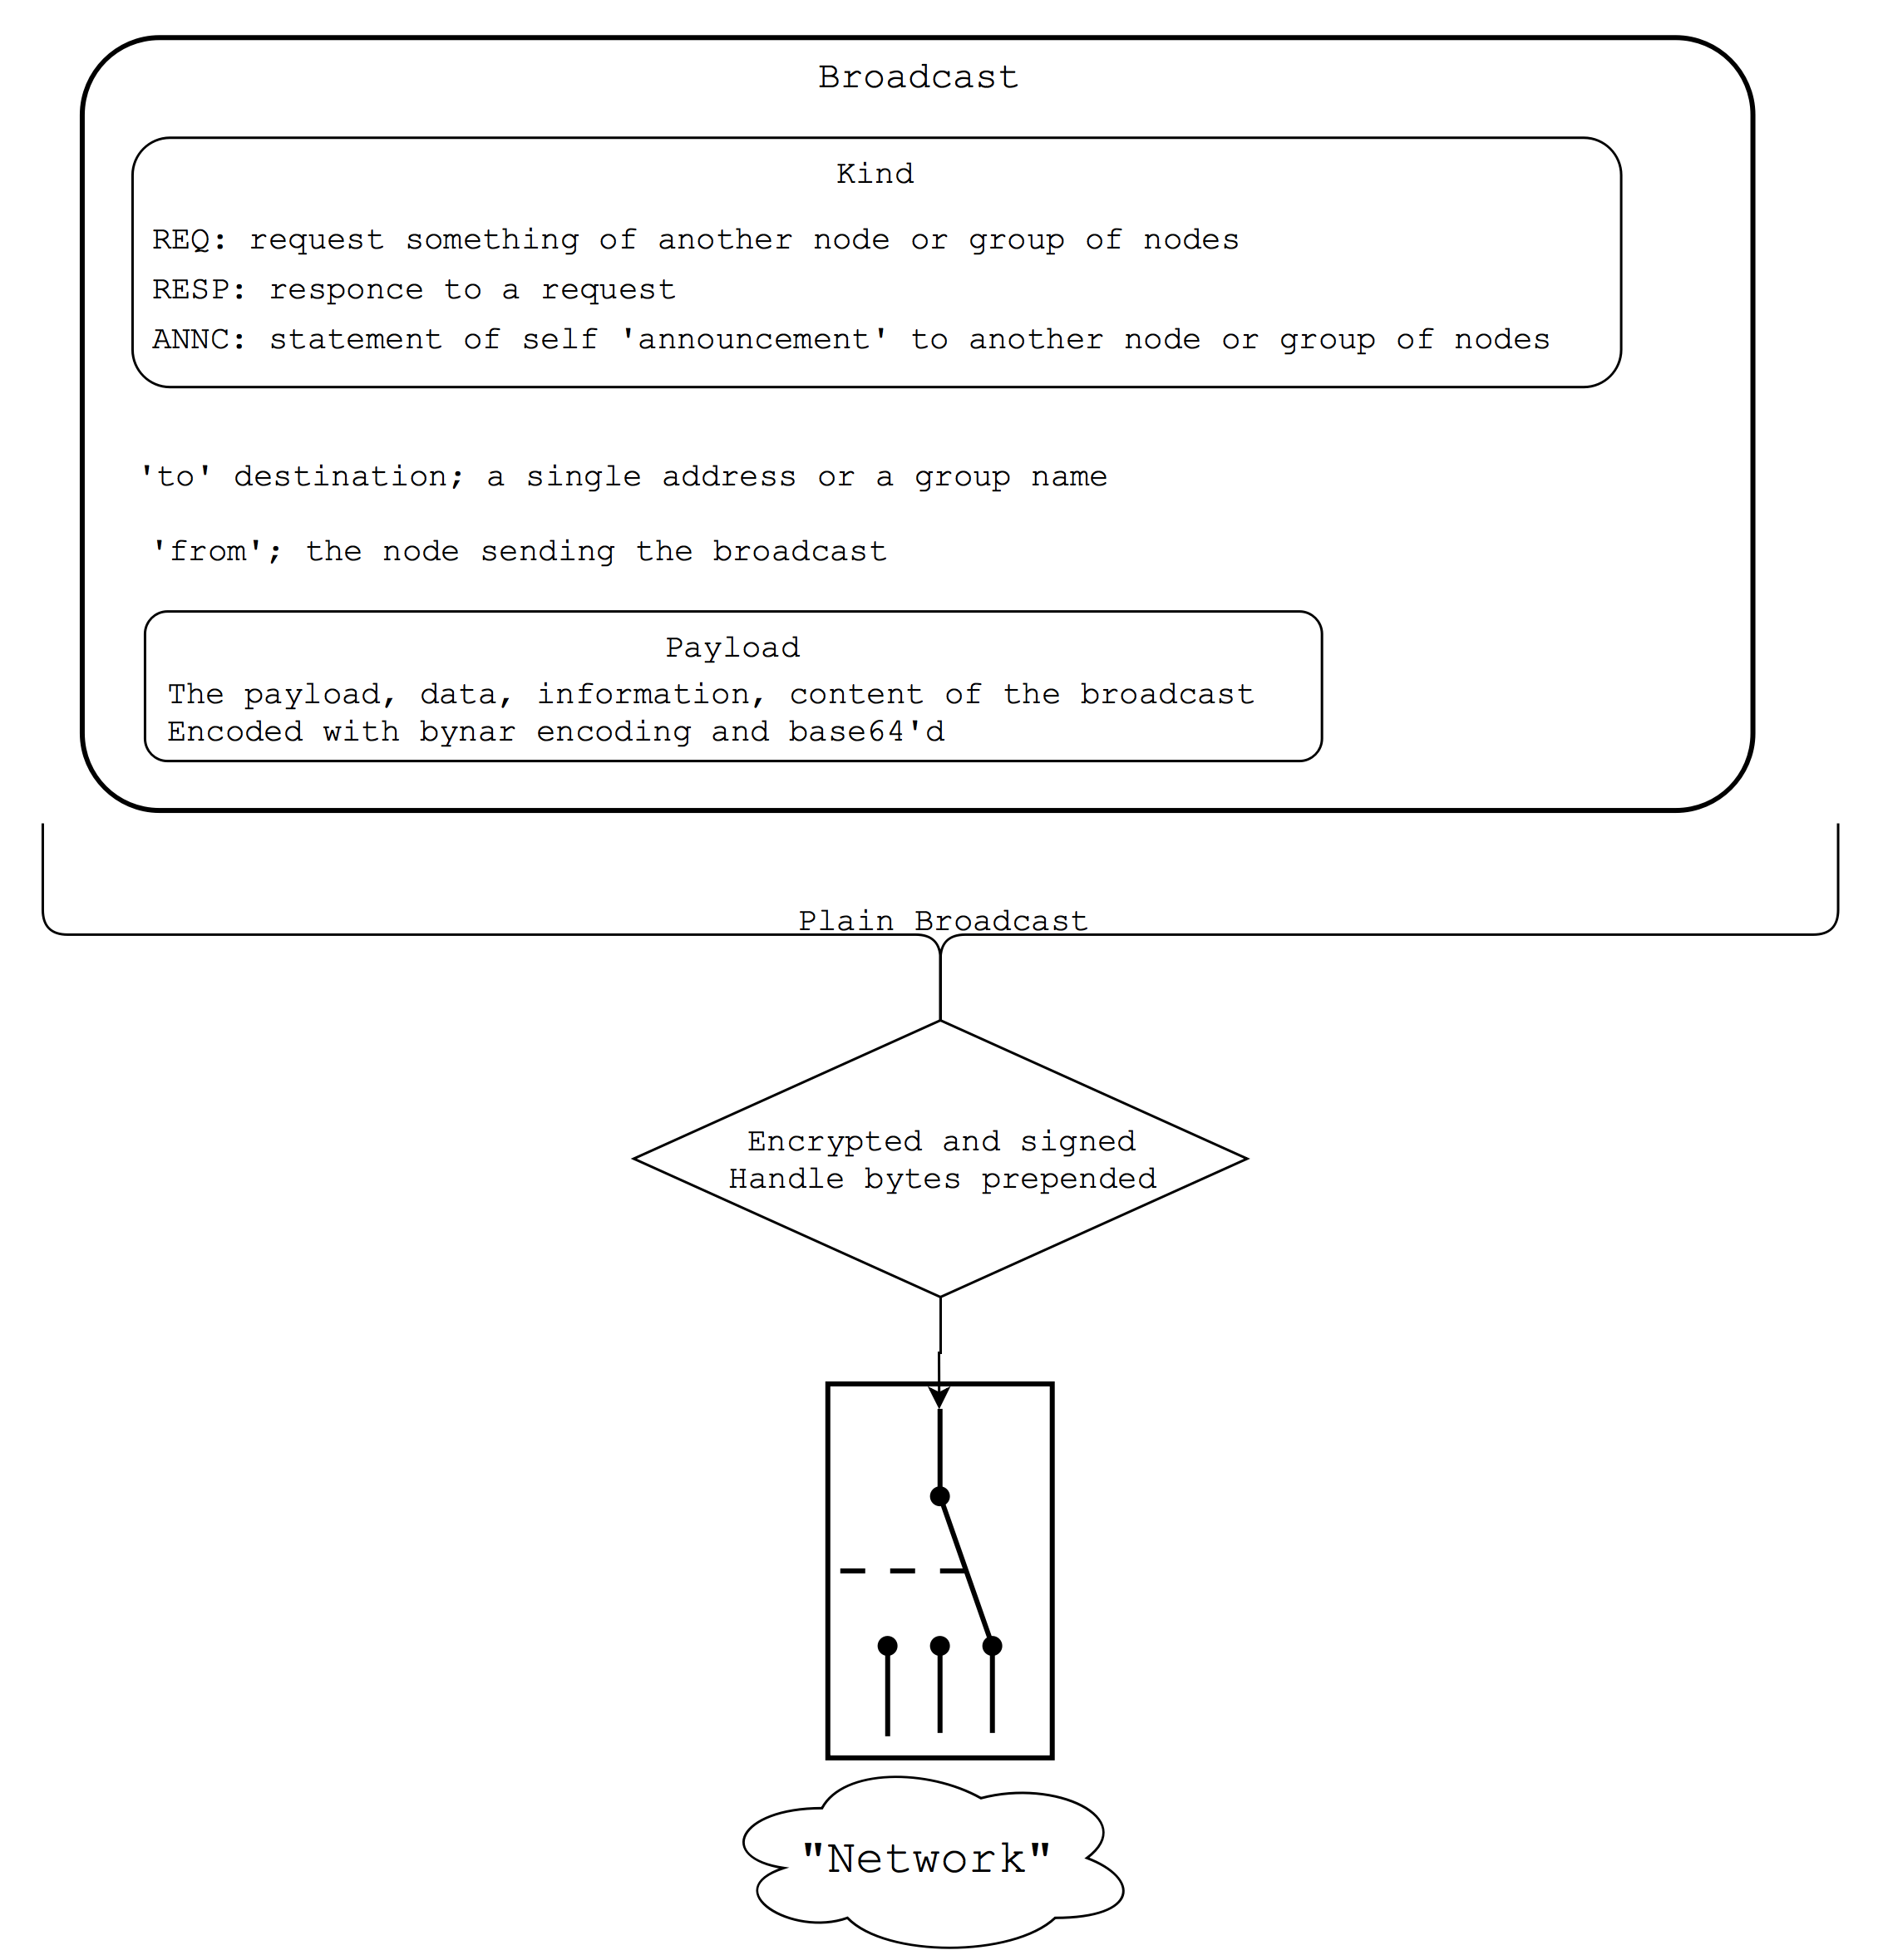 Broadcast
Kind
REQ: request something of another node or group of nodes
RESP: responce to a request
ANNC: statement of self 'announcement' to another node or group of nodes
'to' destination; a single address or a group name
'from'; the node sending the broadcast
Payload
The payload, data, information, content of the broadcast
Encoded with bynar encoding and base64'd
Plain Broadcast
Encrypted and signed
Handle bytes prepended
"Network"